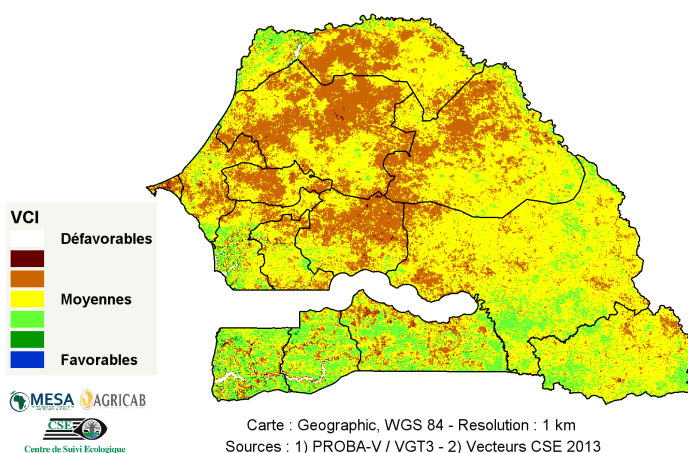 VCI
Défavorables
Moyennes
Favorables
MESA
AGRICAB
CSE
Centre de Suivi Ecologique
Carte : Geographic, WGS 84 - Resolution : 1 km
Sources : 1) PROBA-V / VGT3 - 2) Vecteurs CSE 2013